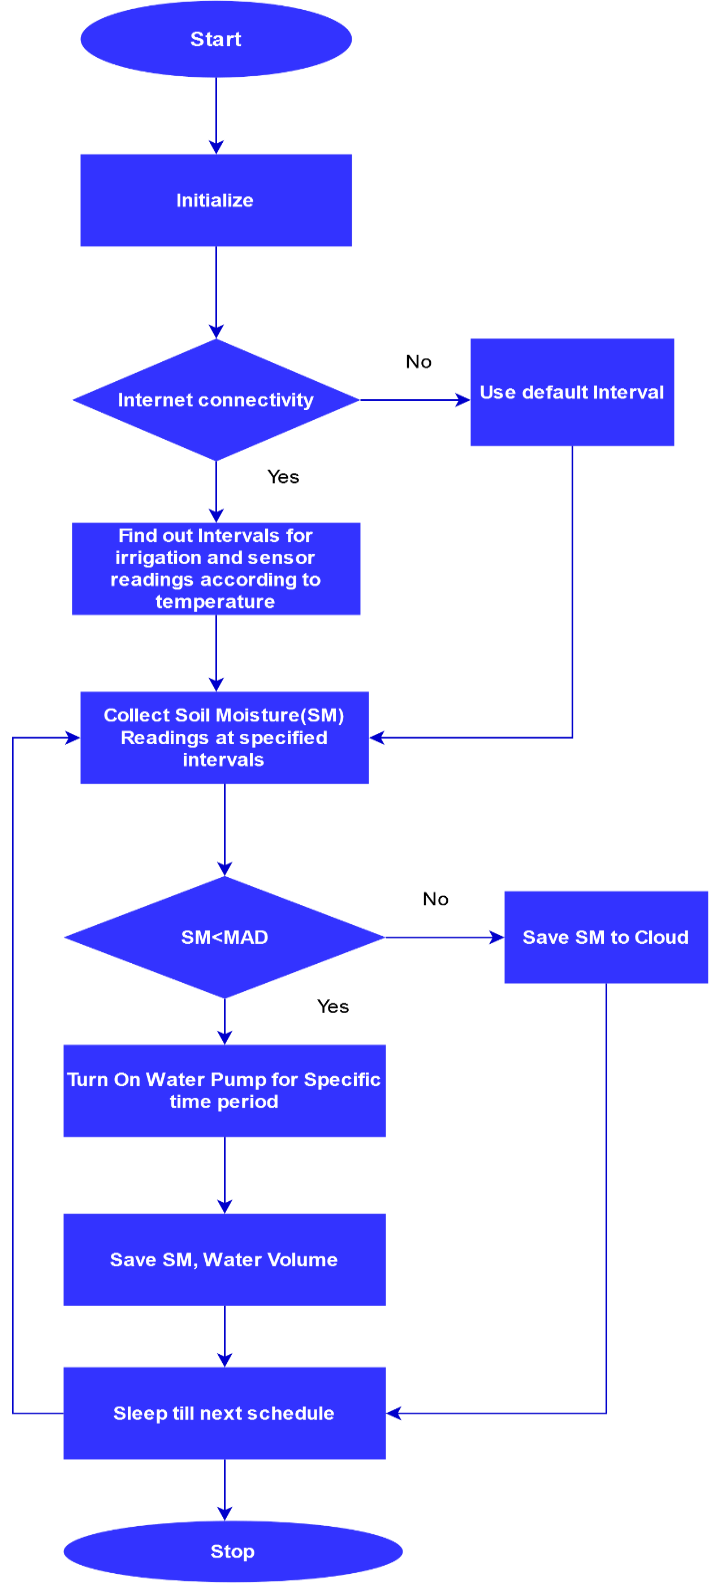 Start
Initialize
Internet connectivity
No
Use default Interval
Yes
Find out Intervals for
irrigation and sensor
readings according to
temperature
Collect Soil Moisture(SM)
Readings at specified
intervals
SM<MAD
No
Save SM to Cloud
Yes
Turn On Water Pump for Specific
time period
Save SM, Water Volume
Sleep till next schedule
Stop